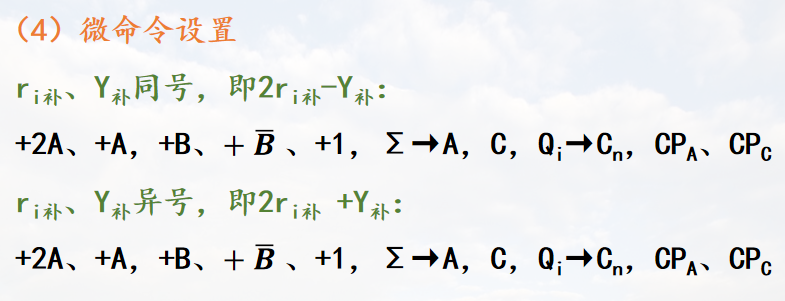 （4）微命令设置
rᵢ补、Y补同号，即2rᵢ补-Y补：
+2A、+A，+B、+B̅、+1，Σ→A，C，Qᵢ→Cₙ，CP_A、CP_C
rᵢ补、Y补异号，即2rᵢ补 +Y补：
+2A、+A，+B、+B̅、+1，Σ→A，C，Qᵢ→Cₙ，CP_A、CP_C